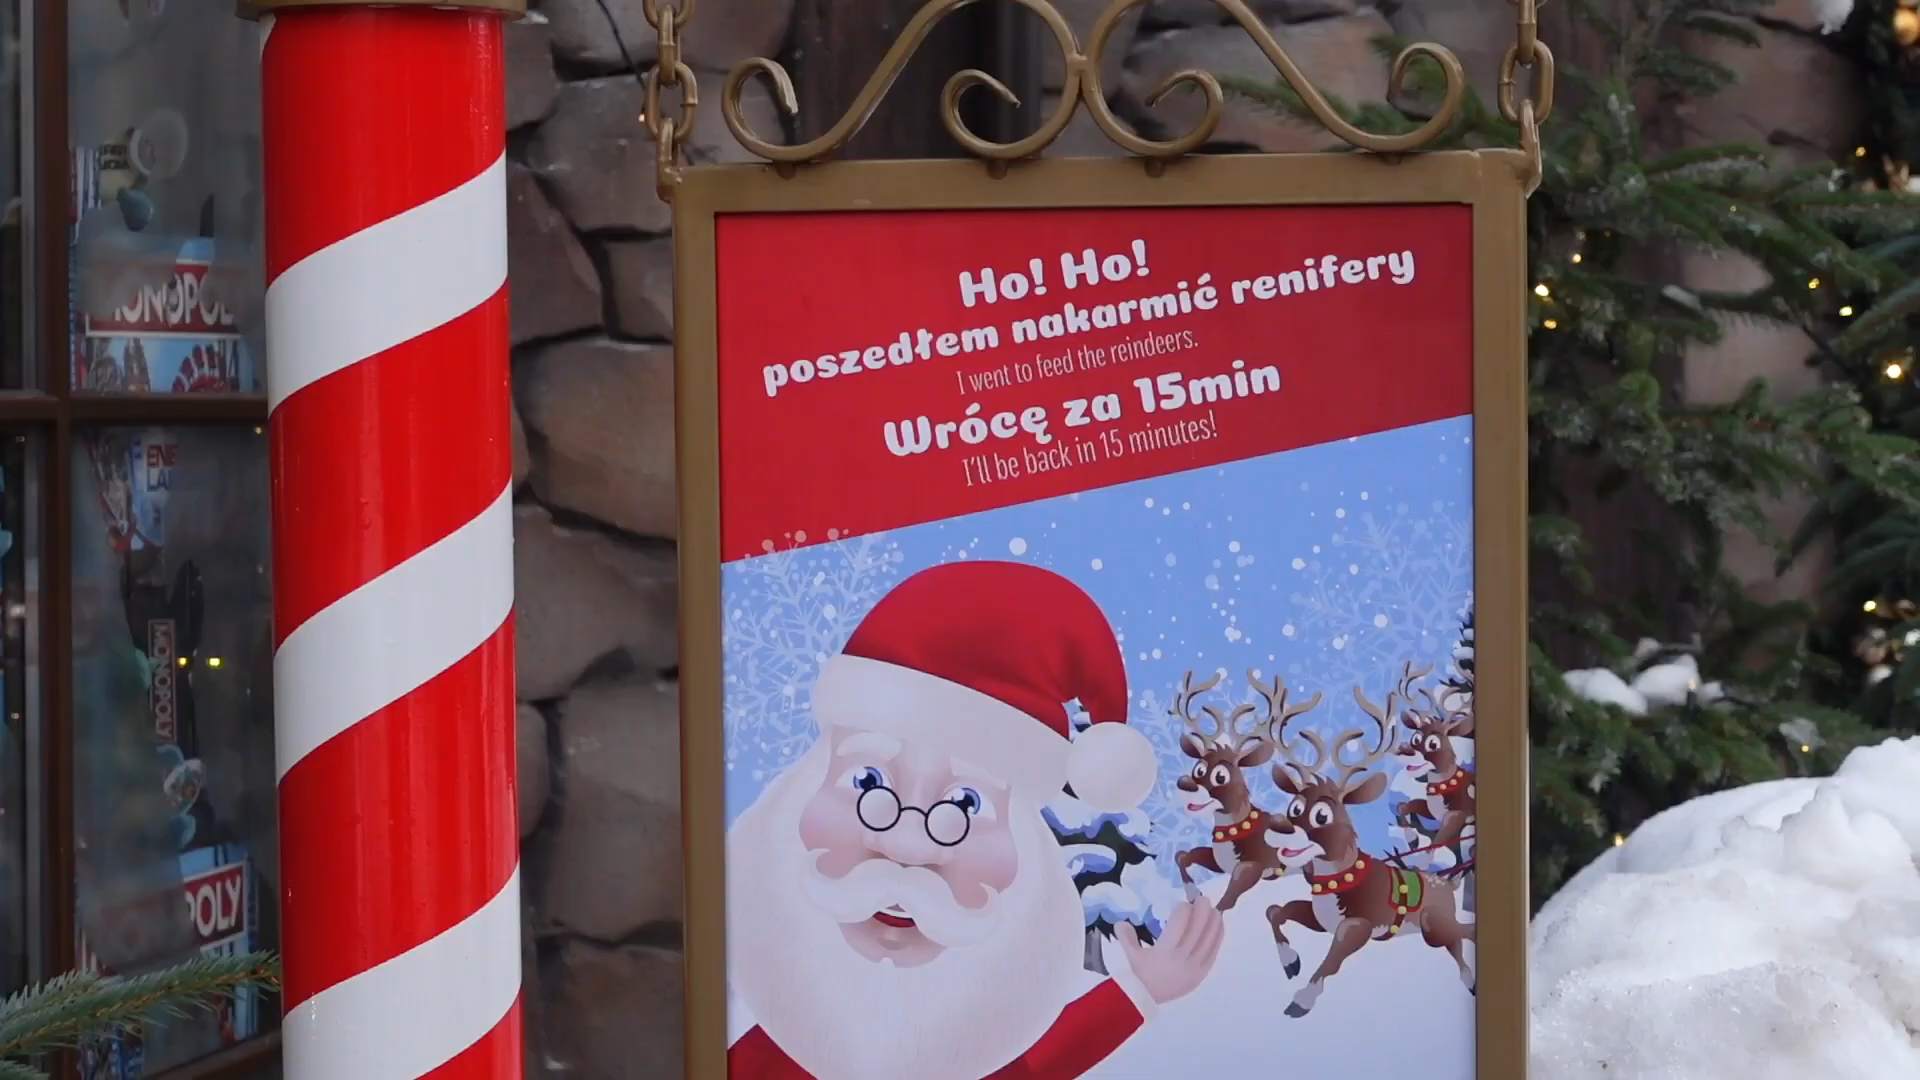 Ho! Ho!
poszedłem nakarmić renifery
I went to feed the reindeers.
Wrócę za 15min
I'll be back in 15 minutes!
MONOPOLY